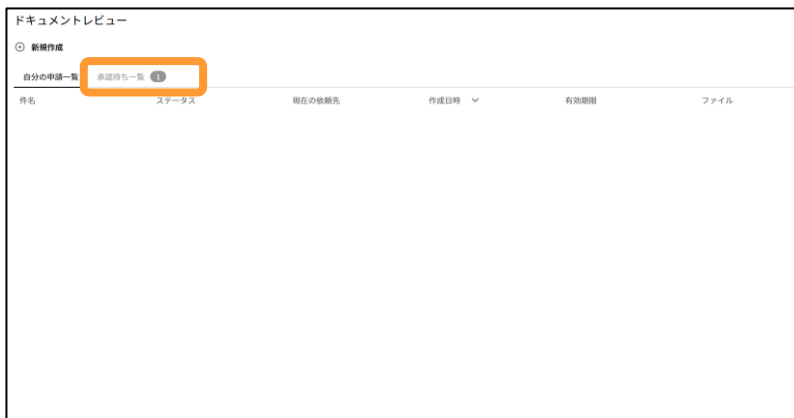 ドキュメントレビュー
新規作成
自分の申請一覧 承認待ち一覧 1
件名 ステータス 現在の依頼先 作成日時 有効期限 ファイル